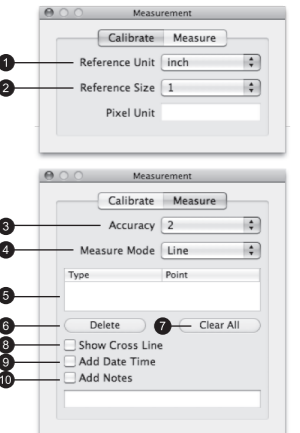 Measurement
Calibrate Measure
1 Reference Unit inch
2 Reference Size 1
Pixel Unit
Measurement
Calibrate Measure
3 Accuracy 2
4 Measure Mode Line
Type Point
5
6 Delete 7 Clear All
8 Show Cross Line
9 Add Date Time
10 Add Notes